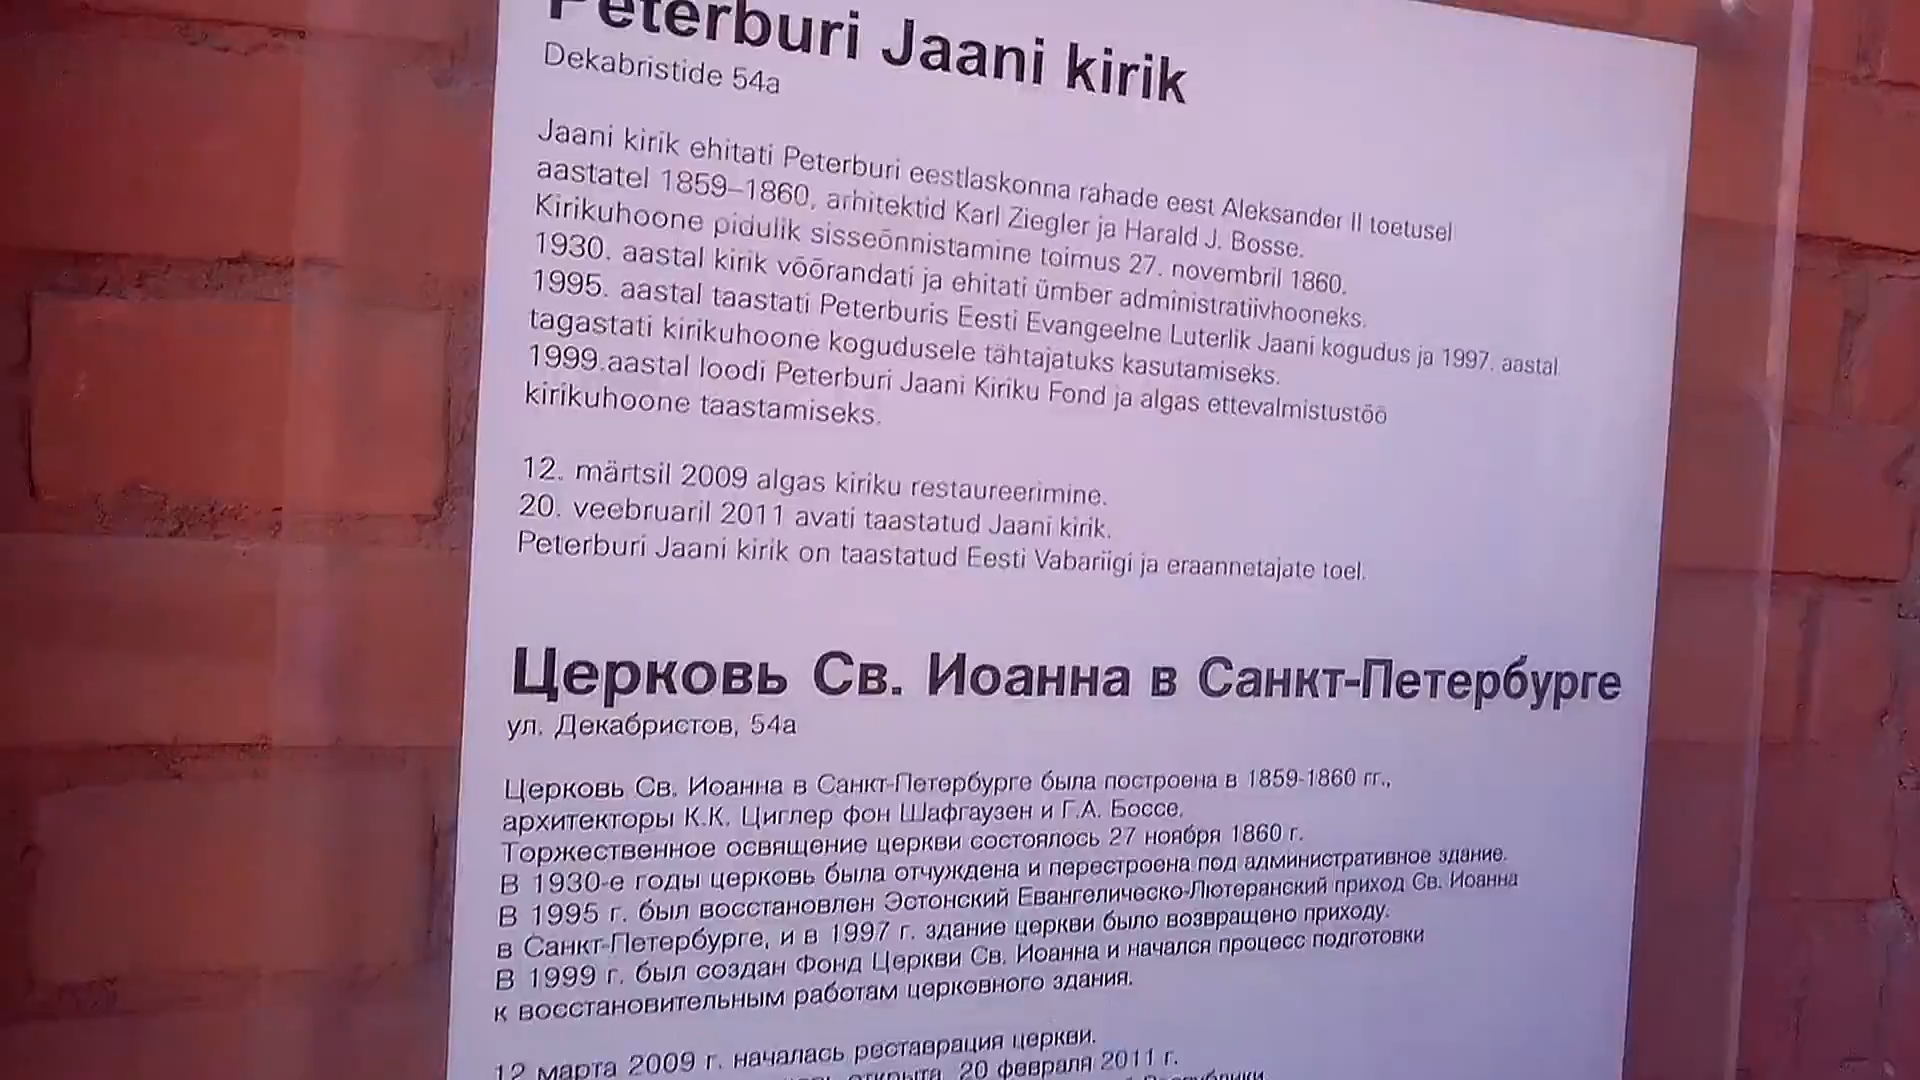 Peterburi Jaani kirik
Dekabristide 54a
Jaani kirik ehitati Peterburi eestlaskonna rahade eest Aleksander II toetusel
aastatel 1859–1860, arhitektid Karl Ziegler ja Harald J. Bosse.
Kirikuhoone pidulik sisseõnnistamine toimus 27. novembril 1860.
1930. aastal kirik võõrandati ja ehitati ümber administratiivhooneks.
1995. aastal taastati Peterburis Eesti Evangeelne Luterlik Jaani kogudus ja 1997. aastal
tagastati kirikuhoone kogudusele tähtajatuks kasutamiseks.
1999.aastal loodi Peterburi Jaani Kiriku Fond ja algas ettevalmistustöö
kirikuhoone taastamiseks.
12. märtsil 2009 algas kiriku restaureerimine.
20. veebruaril 2011 avati taastatud Jaani kirik.
Peterburi Jaani kirik on taastatud Eesti Vabariigi ja eraannetajate toel.
Церковь Св. Иоанна в Санкт-Петербурге
ул. Декабристов, 54а
Церковь Св. Иоанна в Санкт-Петербурге была построена в 1859-1860 гг.,
архитекторы К.К. Циглер фон Шафгаузен и Г.А. Боссе.
Торжественное освящение церкви состоялось 27 ноября 1860 г.
В 1930-е годы церковь была отчуждена и перестроена под административное здание.
В 1995 г. был восстановлен Эстонский Евангелическо-Лютеранский приход Св. Иоанна
в Санкт-Петербурге, и в 1997 г. здание церкви было возвращено приходу.
В 1999 г. был создан Фонд Церкви Св. Иоанна и начался процесс подготовки
к восстановительным работам церковного здания.
12 марта 2009 г. началась реставрация церкви.
открыта 20 февраля 2011 г.